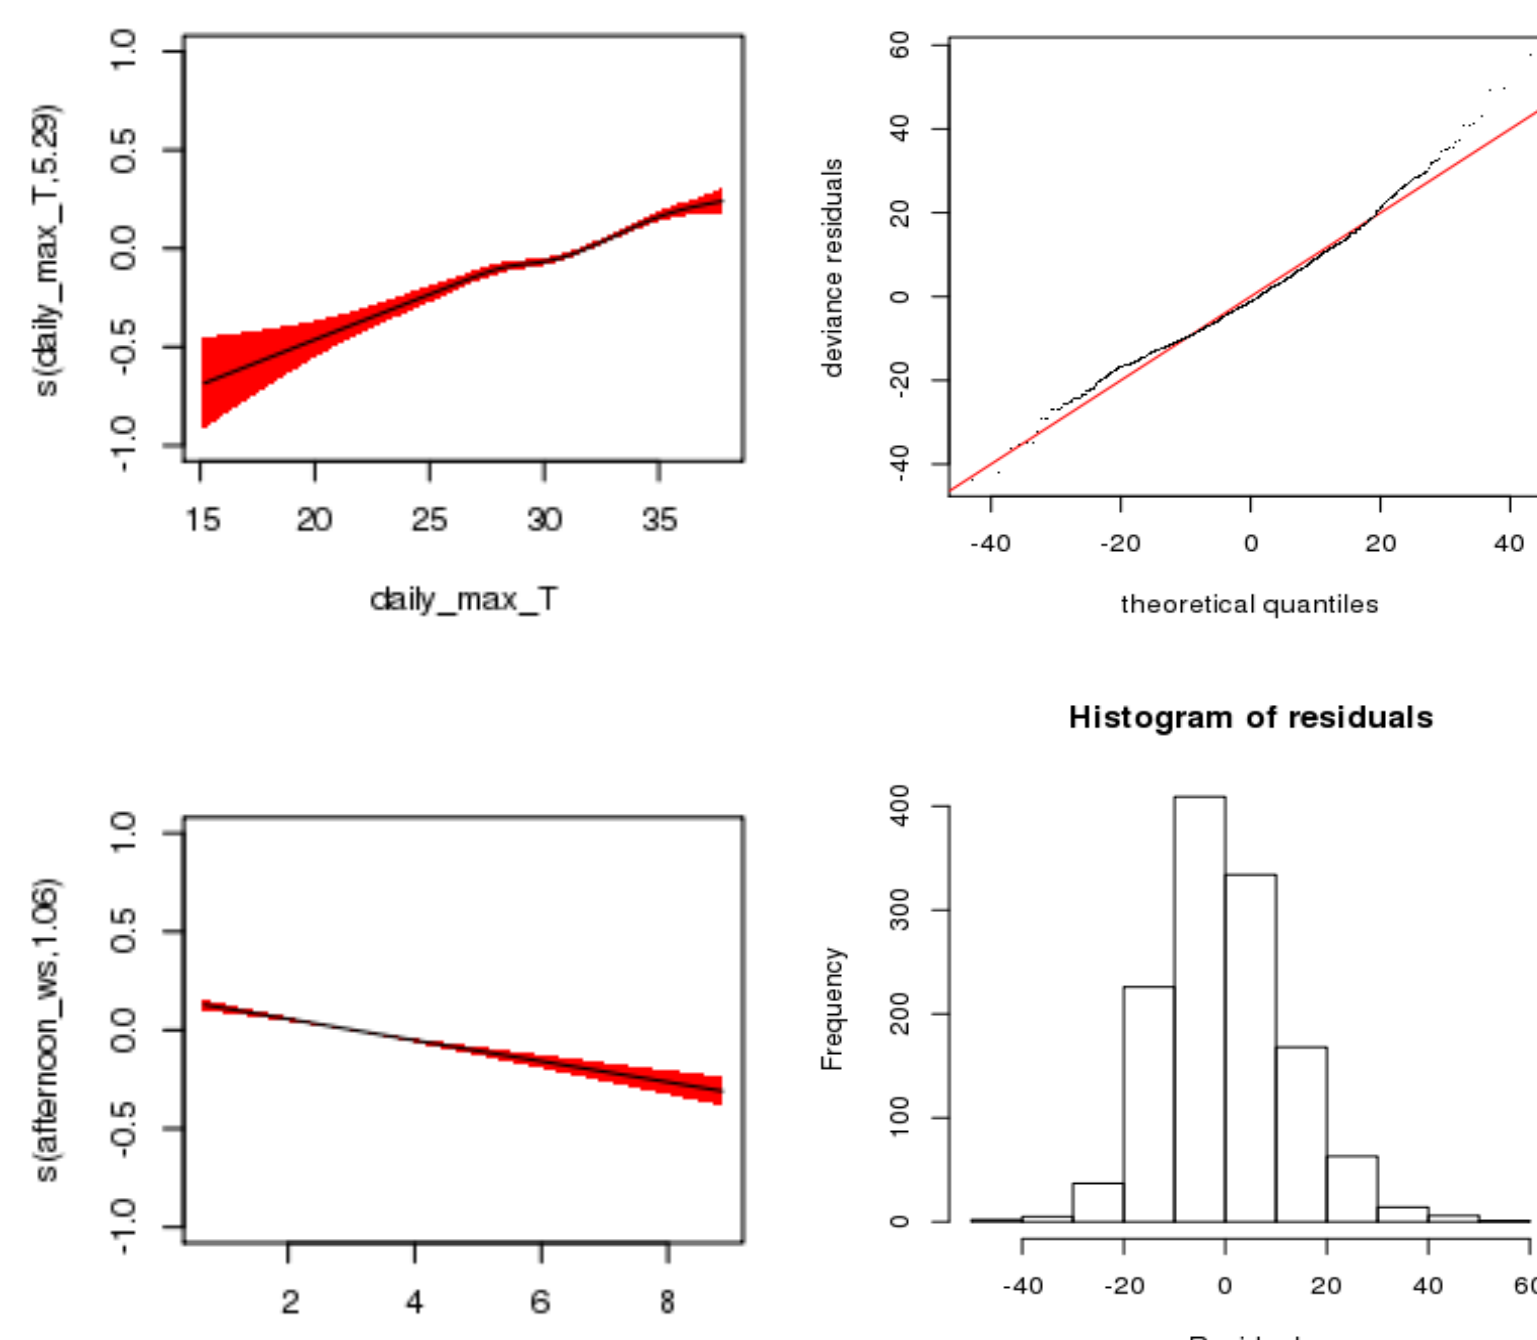 s(daily_max_T,5.29)
1.0
0.5
0.0
-0.5
-1.0
15 20 25 30 35
daily_max_T
deviance residuals
60
40
20
0
-20
-40
-40 -20 0 20 40
theoretical quantiles
s(afternoon_ws,1.06)
1.0
0.5
0.0
-0.5
-1.0
2 4 6 8
Histogram of residuals
Frequency
400
300
200
100
0
-40 -20 0 20 40 60